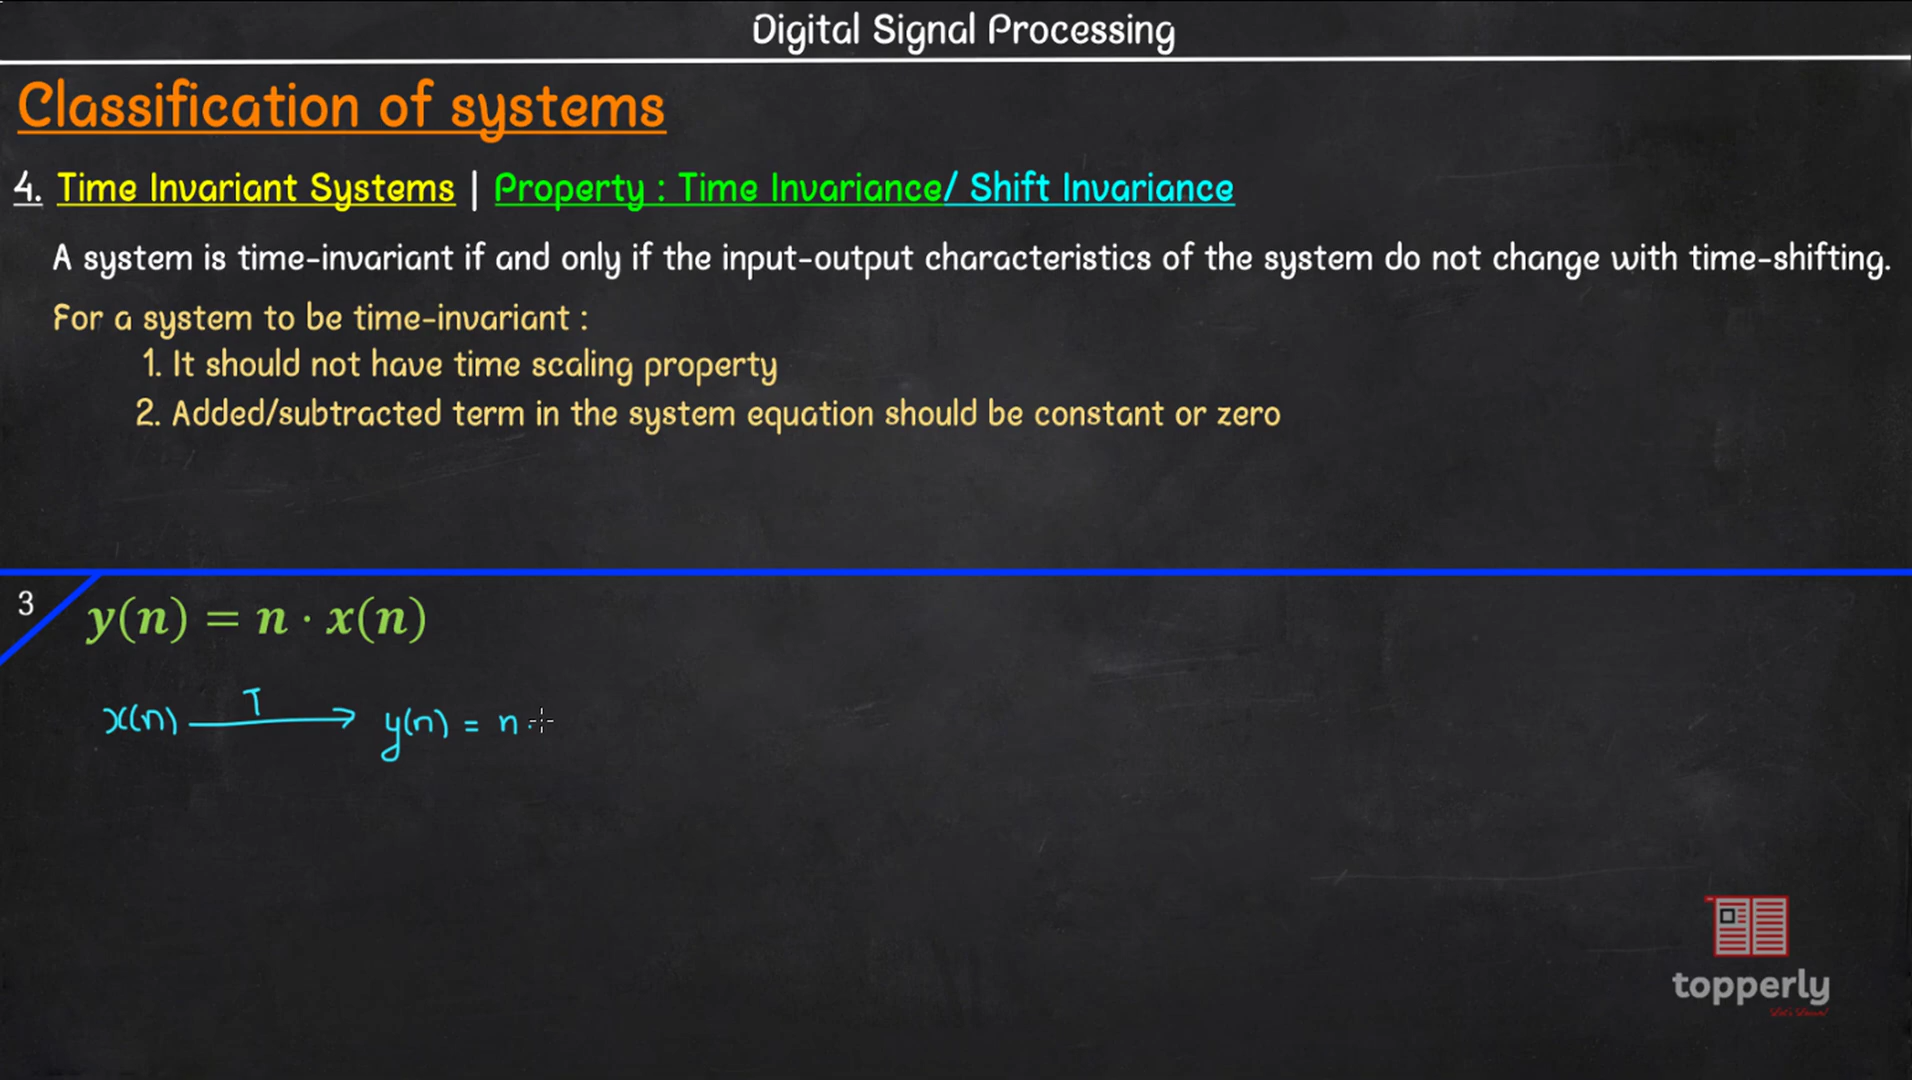 Digital Signal Processing
Classification of systems
4. Time Invariant Systems | Property : Time Invariance/ Shift Invariance
A system is time-invariant if and only if the input-output characteristics of the system do not change with time-shifting.
For a system to be time-invariant :
1. It should not have time scaling property
2. Added/subtracted term in the system equation should be constant or zero
3
y(n) = n · x(n)
x(n) T→ y(n) = n ·
topperly
Let's Learn!